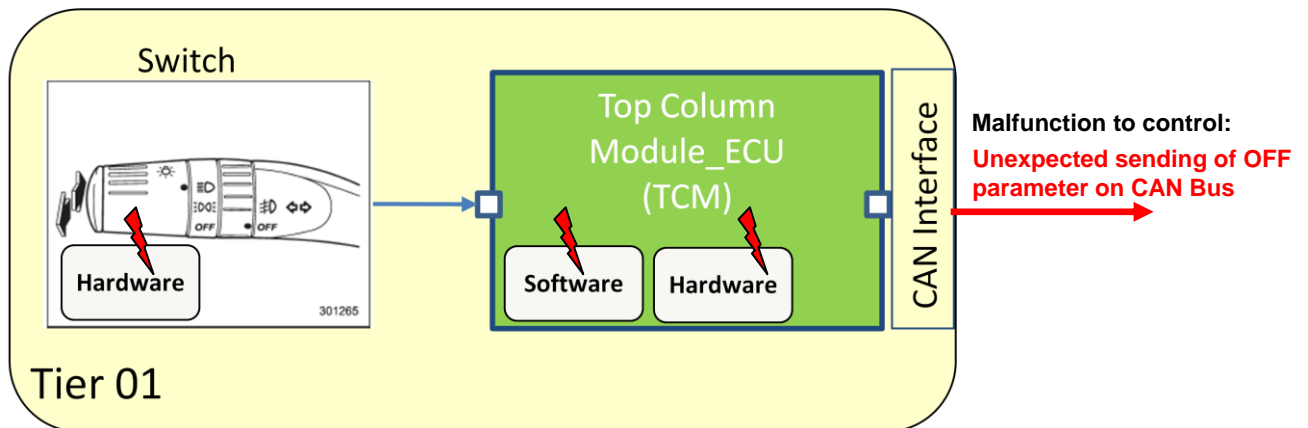 Switch
OFF
OFF
Hardware
301265
Top Column
Module_ECU
(TCM)
Software
Hardware
CAN Interface
Malfunction to control:
Unexpected sending of OFF
parameter on CAN Bus
Tier 01